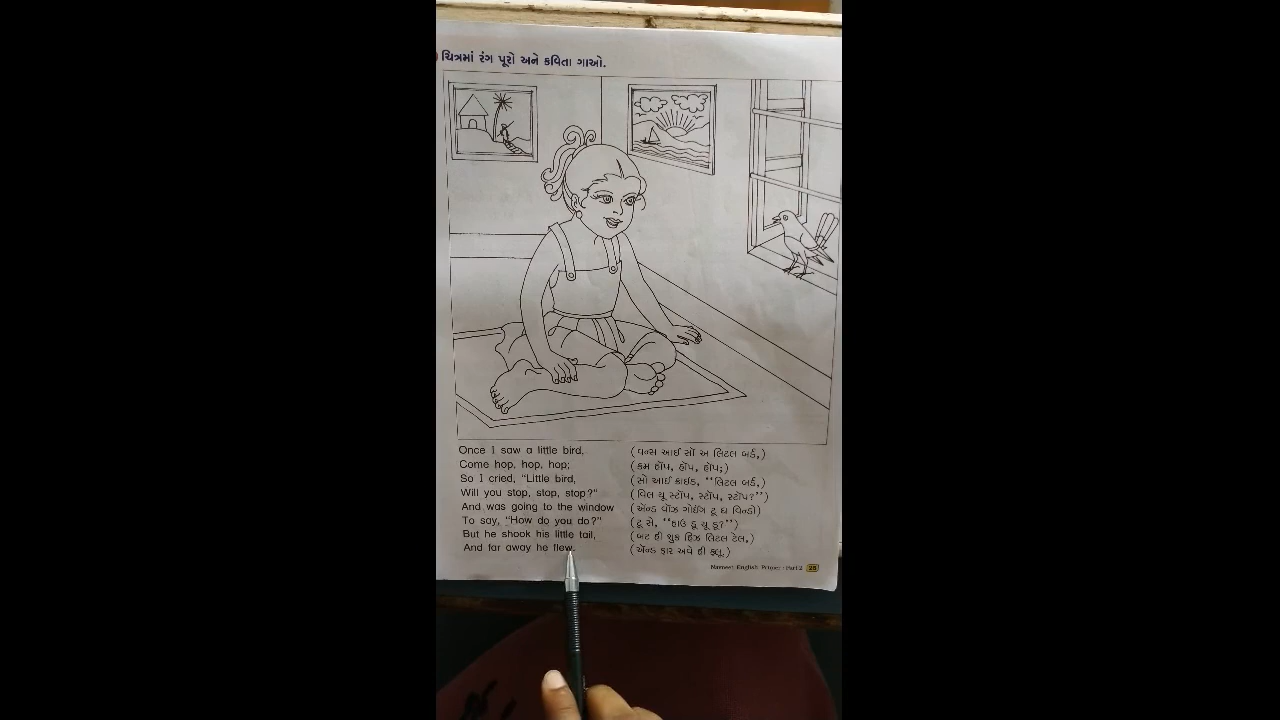 ચિત્રમાં રંગ પૂરો અને કવિતા ગાઓ.
Once I saw a little bird,
Come hop, hop, hop;
So I cried, “Little bird,
Will you stop, stop, stop?”
And was going to the window
To say, “How do you do?”
But he shook his little tail,
And far away he flew.
(વન્સ આઈ સૉ અ લિટલ બર્ડ,)
(કમ હૉપ, હૉપ, હૉપ;)
(સો આઈ ક્રાઇડ, “લિટલ બર્ડ,)
(વિલ યૂ સ્ટૉપ, સ્ટૉપ, સ્ટૉપ?”)
(ઍન્ડ વૉઝ ગોઇંગ ટૂ ધ વિન્ડો)
(ટૂ સે, “હાઉ ડૂ યૂ ડૂ?”)
(બટ હી શુક હિઝ લિટલ ટેલ,)
(ઍન્ડ ફાર અવે હી ફ્લૂ.)
Navneet English Primer : Part 2 25